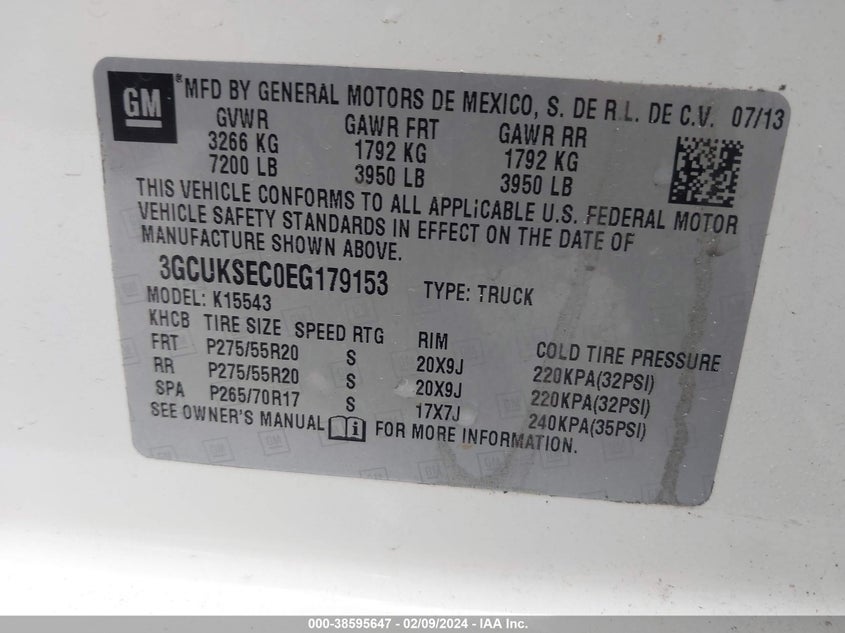 GM ® MFD BY GENERAL MOTORS DE MEXICO, S. DE R.L. DE C.V. 07/13
GVWR GAWR FRT GAWR RR
3266 KG 1792 KG 1792 KG
7200 LB 3950 LB 3950 LB
THIS VEHICLE CONFORMS TO ALL APPLICABLE U.S. FEDERAL MOTOR
VEHICLE SAFETY STANDARDS IN EFFECT ON THE DATE OF
MANUFACTURE SHOWN ABOVE.
3GCUKSEC0EG179153 TYPE: TRUCK
MODEL: K15543
KHCB TIRE SIZE SPEED RTG RIM COLD TIRE PRESSURE
FRT P275/55R20 S 20X9J 220KPA(32PSI)
RR P275/55R20 S 20X9J 220KPA(32PSI)
SPA P265/70R17 S 17X7J 240KPA(35PSI)
SEE OWNER'S MANUAL i FOR MORE INFORMATION.
000-38595647 - 02/09/2024 - IAA Inc.